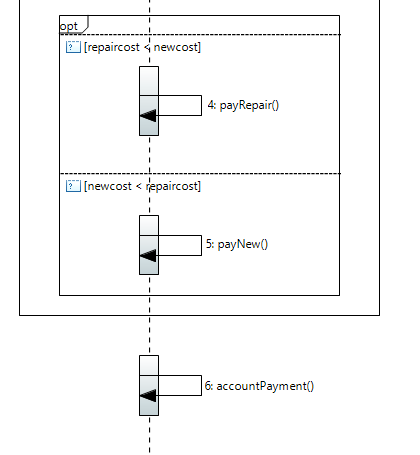 opt
? [repaircost < newcost]
4: payRepair()
? [newcost < repaircost]
5: payNew()
6: accountPayment()